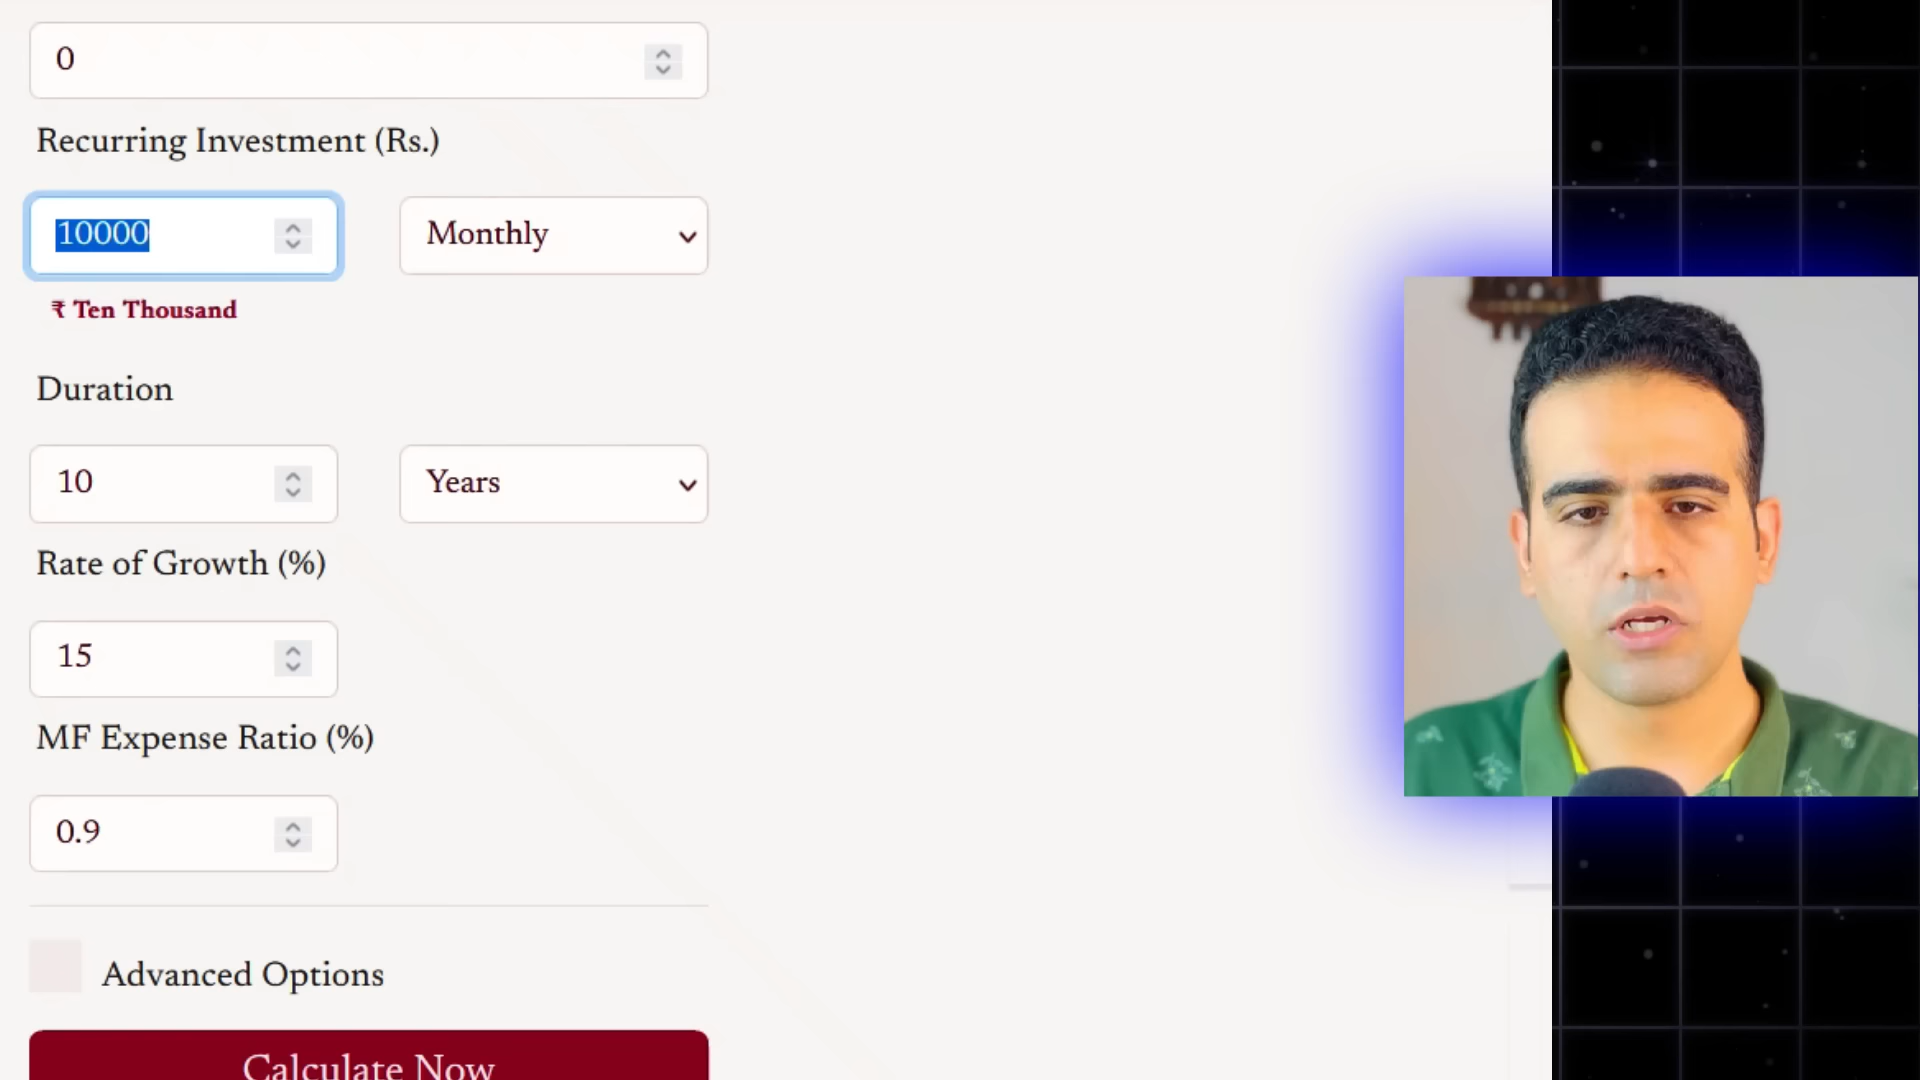 0
Recurring Investment (Rs.)
10000
Monthly
₹ Ten Thousand
Duration
10
Years
Rate of Growth (%)
15
MF Expense Ratio (%)
0.9
Advanced Options
Calculate Now